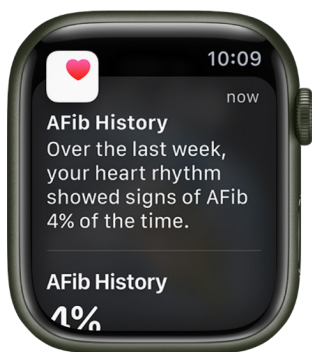 10:09
now
AFib History
Over the last week,
your heart rhythm
showed signs of AFib
4% of the time.
AFib History
4%